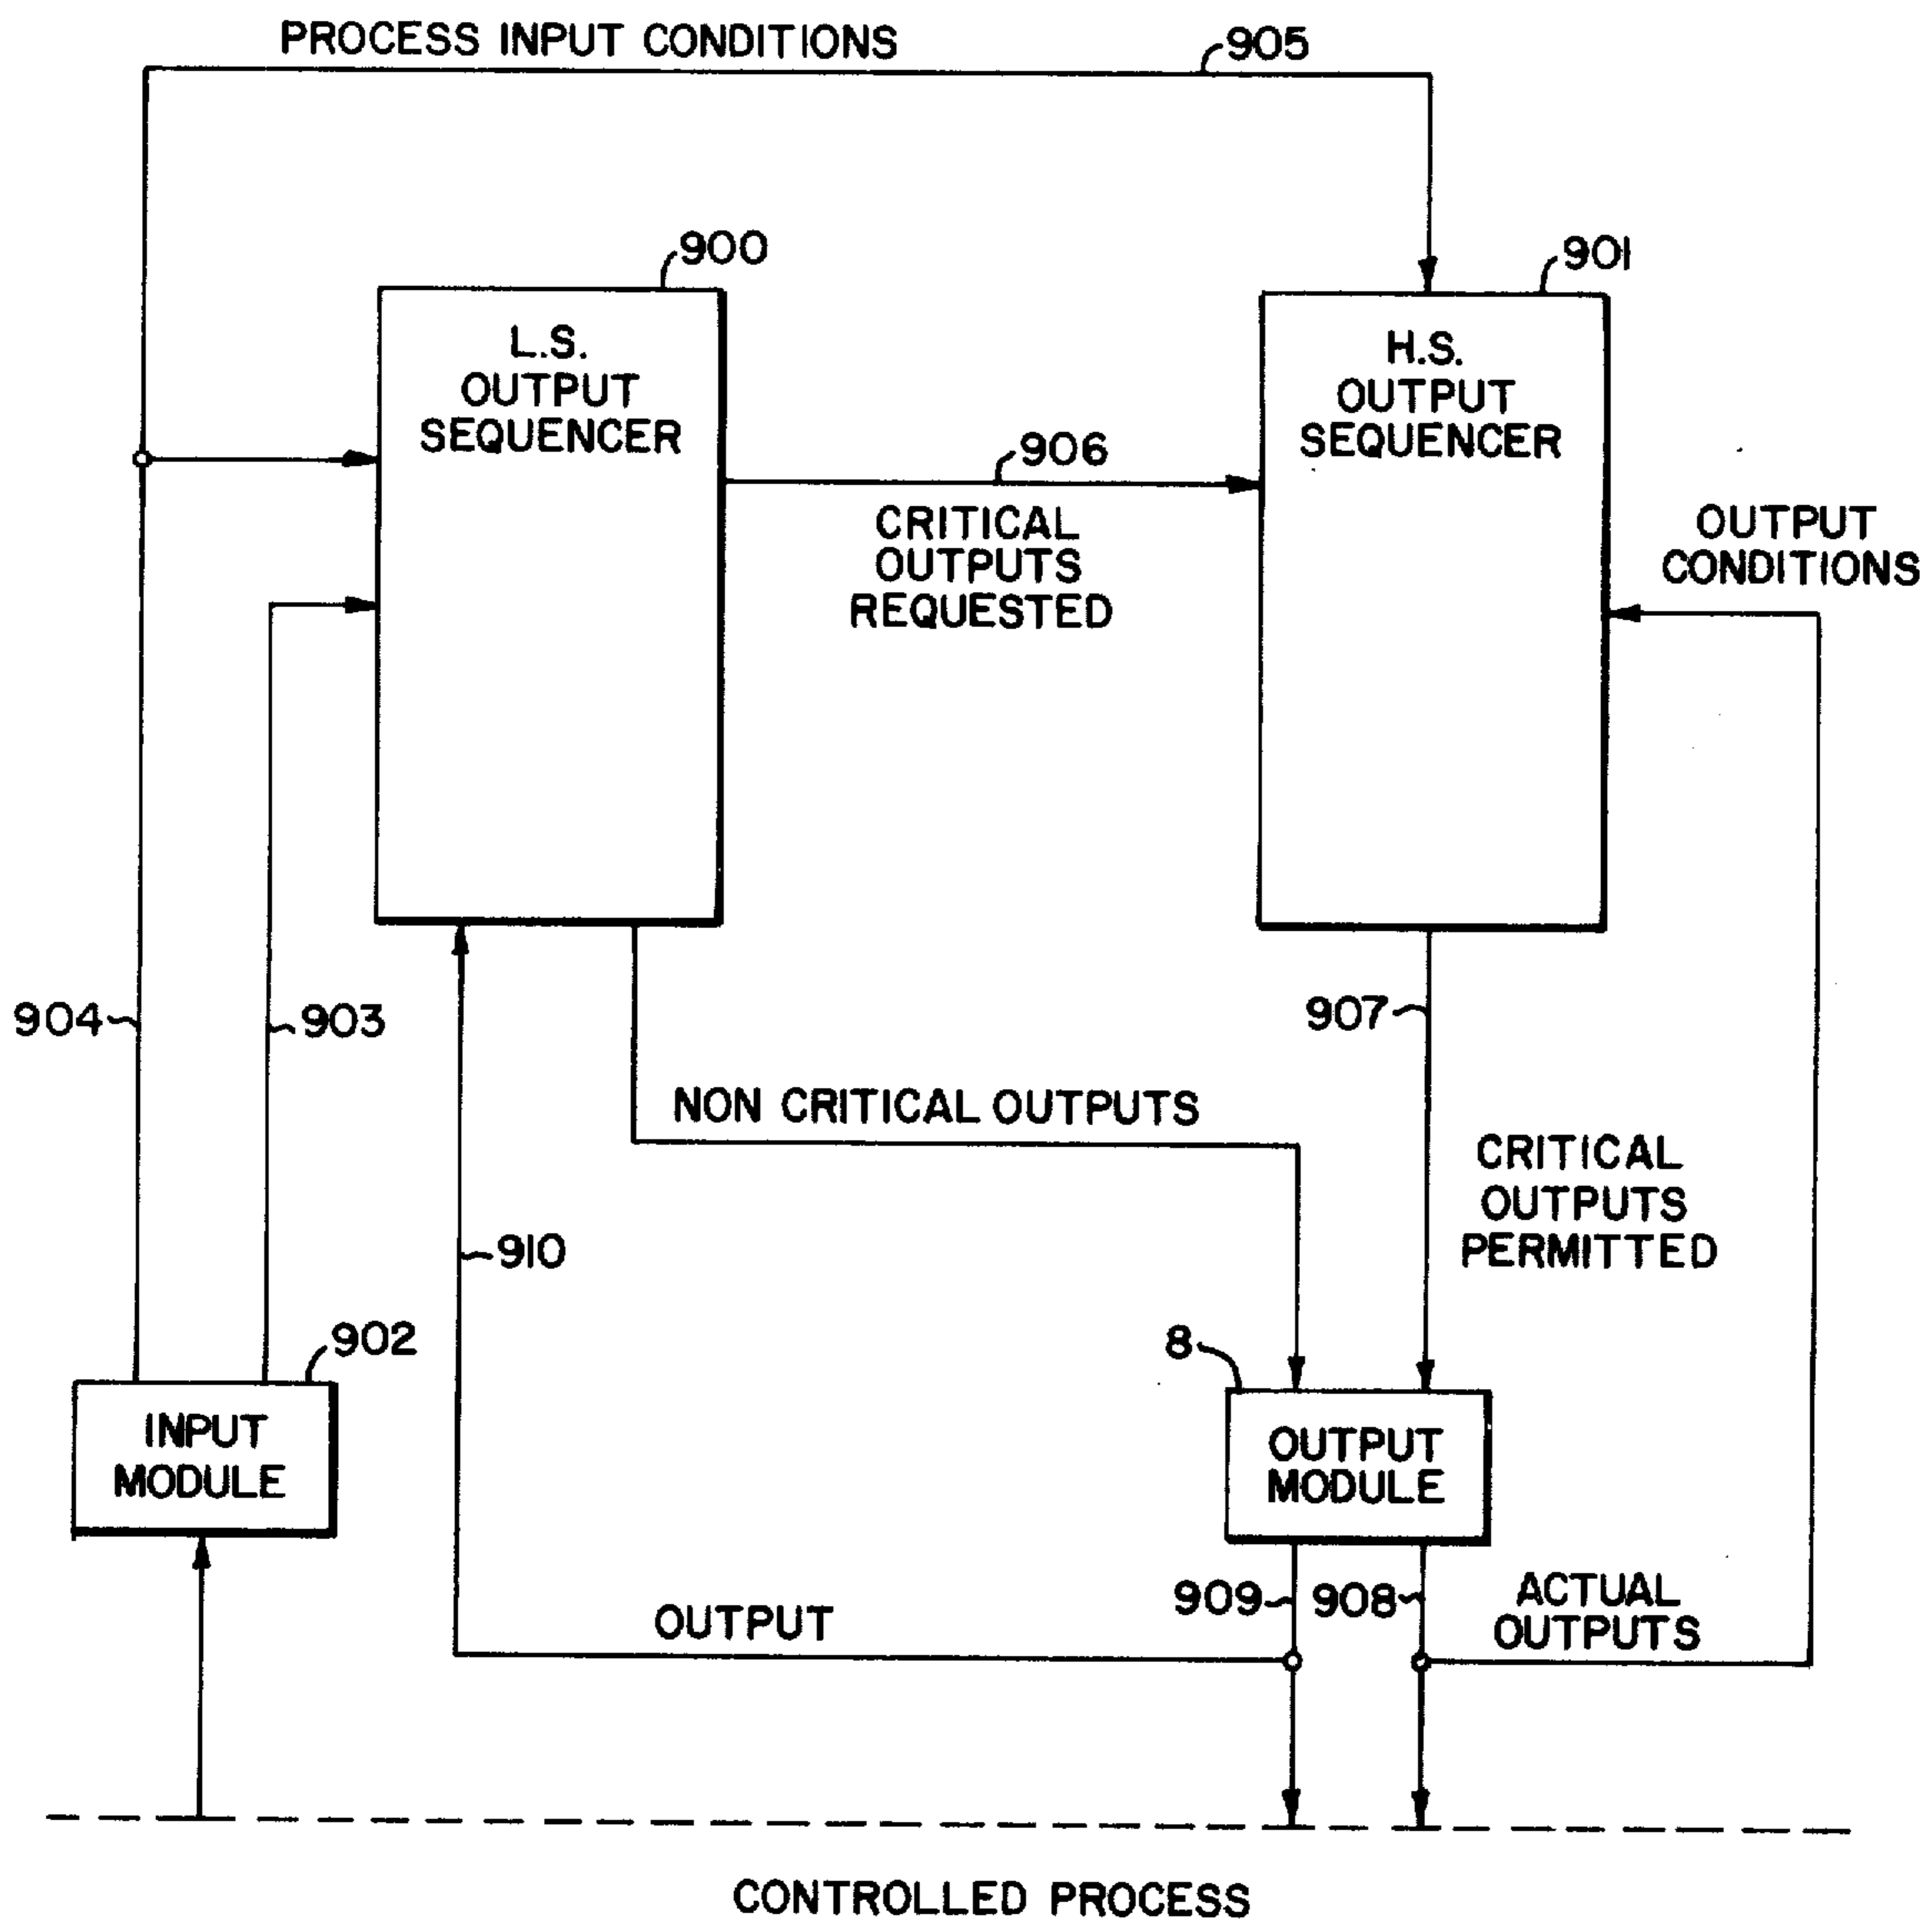 PROCESS INPUT CONDITIONS
905
900
901
L.S.
OUTPUT
SEQUENCER
H.S.
OUTPUT
SEQUENCER
906
CRITICAL
OUTPUTS
REQUESTED
OUTPUT
CONDITIONS
904
903
907
NON CRITICAL OUTPUTS
CRITICAL
OUTPUTS
PERMITTED
910
902
8
INPUT
MODULE
OUTPUT
MODULE
909
908
ACTUAL
OUTPUTS
OUTPUT
CONTROLLED PROCESS